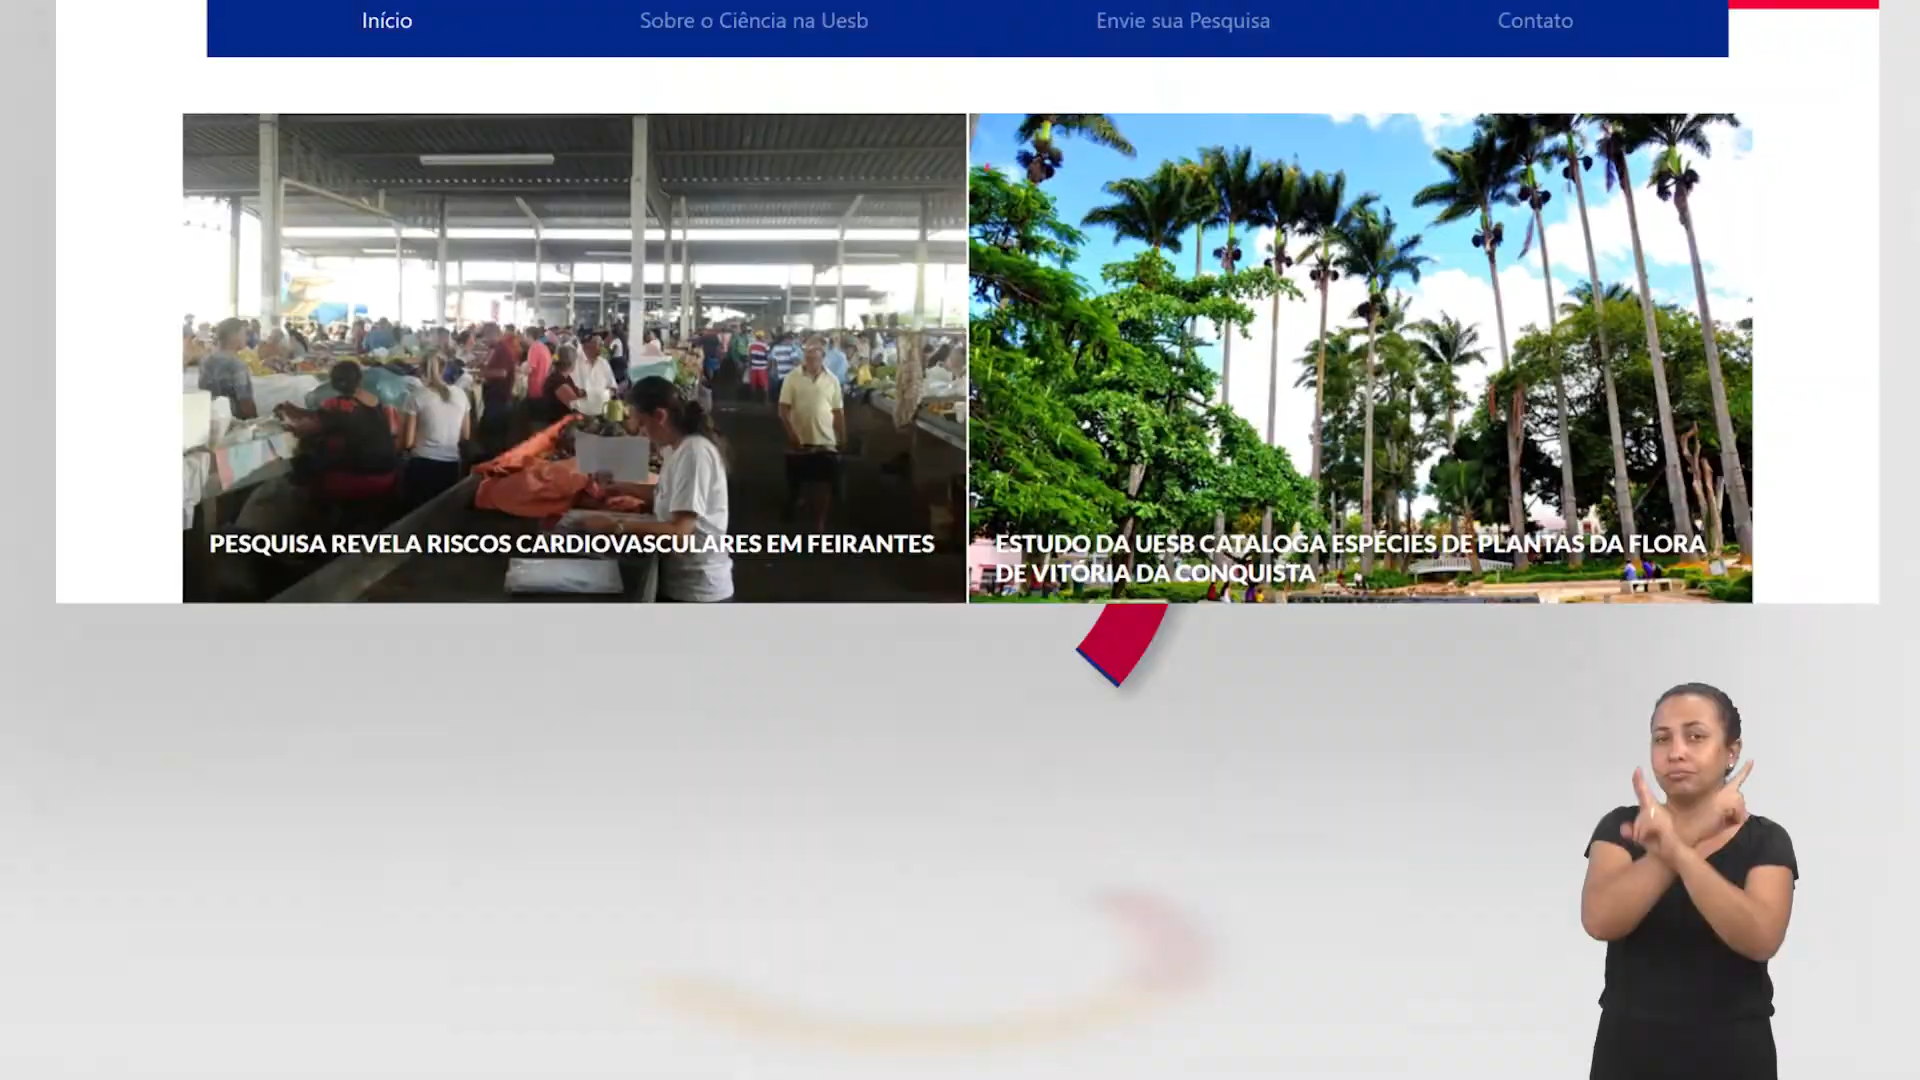 Início
Sobre o Ciência na Uesb
Envie sua Pesquisa
Contato
PESQUISA REVELA RISCOS CARDIOVASCULARES EM FEIRANTES
ESTUDO DA UESB CATALOGA ESPÉCIES DE PLANTAS DA FLORA
DE VITÓRIA DA CONQUISTA